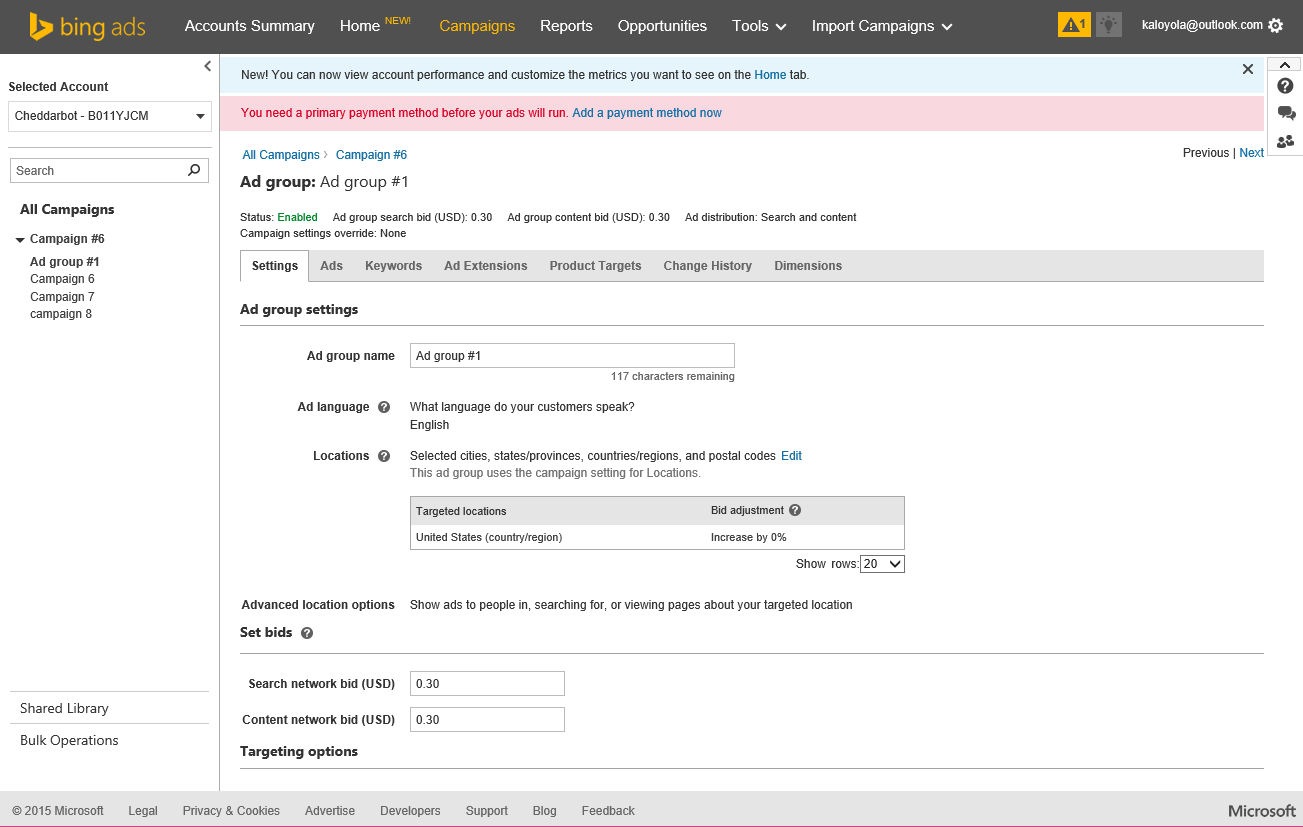 bing ads
Accounts Summary Home NEW! Campaigns Reports Opportunities Tools Import Campaigns 1 kaloyola@outlook.com
Selected Account
Cheddarbot - B011YJCM
Search
All Campaigns
Campaign #6
Ad group #1
Campaign 6
Campaign 7
campaign 8
Shared Library
Bulk Operations
New! You can now view account performance and customize the metrics you want to see on the Home tab.
You need a primary payment method before your ads will run. Add a payment method now
All Campaigns › Campaign #6
Previous | Next
Ad group: Ad group #1
Status: Enabled Ad group search bid (USD): 0.30 Ad group content bid (USD): 0.30 Ad distribution: Search and content
Campaign settings override: None
Settings Ads Keywords Ad Extensions Product Targets Change History Dimensions
Ad group settings
Ad group name Ad group #1
117 characters remaining
Ad language ? What language do your customers speak?
English
Locations ? Selected cities, states/provinces, countries/regions, and postal codes Edit
This ad group uses the campaign setting for Locations.
Targeted locations Bid adjustment ?
United States (country/region) Increase by 0%
Show rows: 20
Advanced location options Show ads to people in, searching for, or viewing pages about your targeted location
Set bids ?
Search network bid (USD) 0.30
Content network bid (USD) 0.30
Targeting options
© 2015 Microsoft Legal Privacy & Cookies Advertise Developers Support Blog Feedback Microsoft